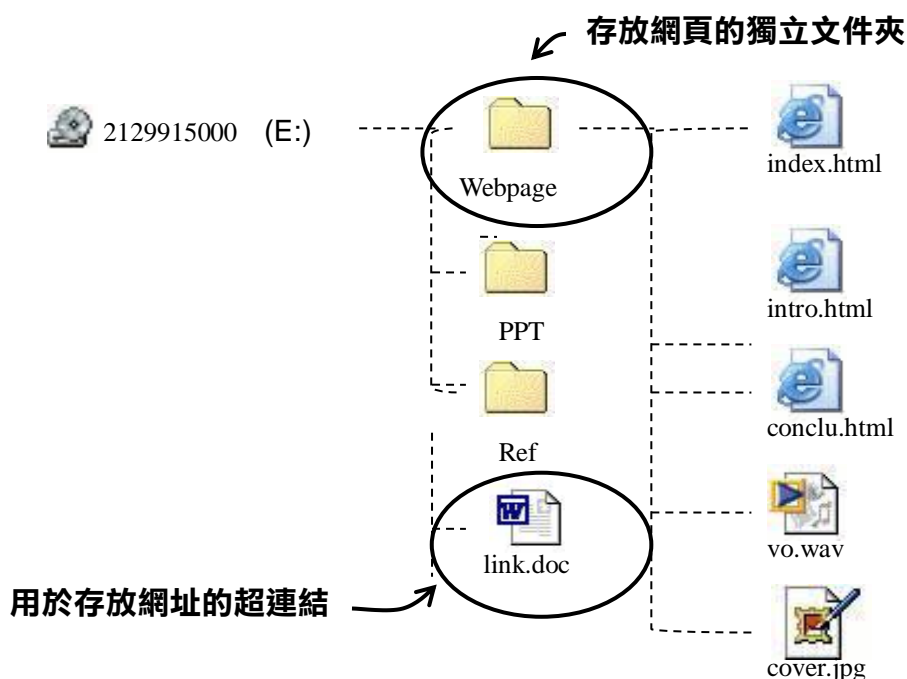 存放網頁的獨立文件夾
2129915000 (E:)
Webpage
index.html
PPT
intro.html
Ref
conclu.html
link.doc
vo.wav
用於存放網址的超連結
cover.jpg